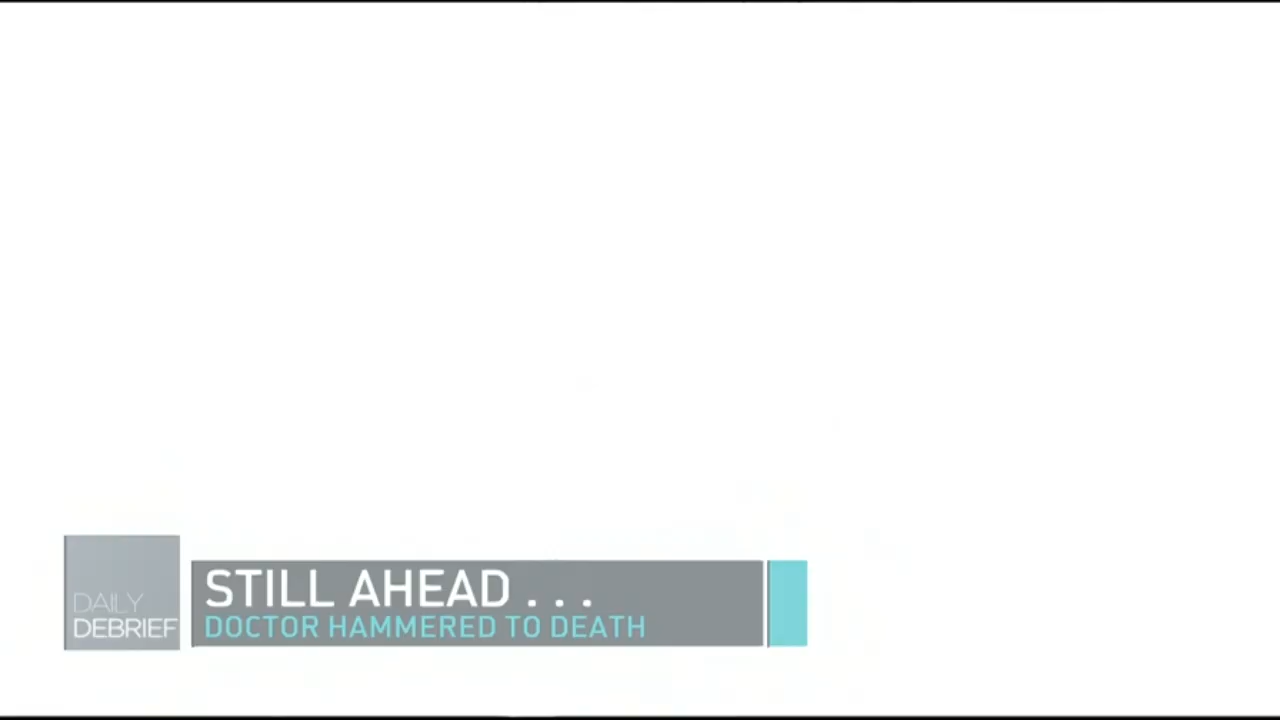 DAILY
DEBRIEF
STILL AHEAD . . .
DOCTOR HAMMERED TO DEATH